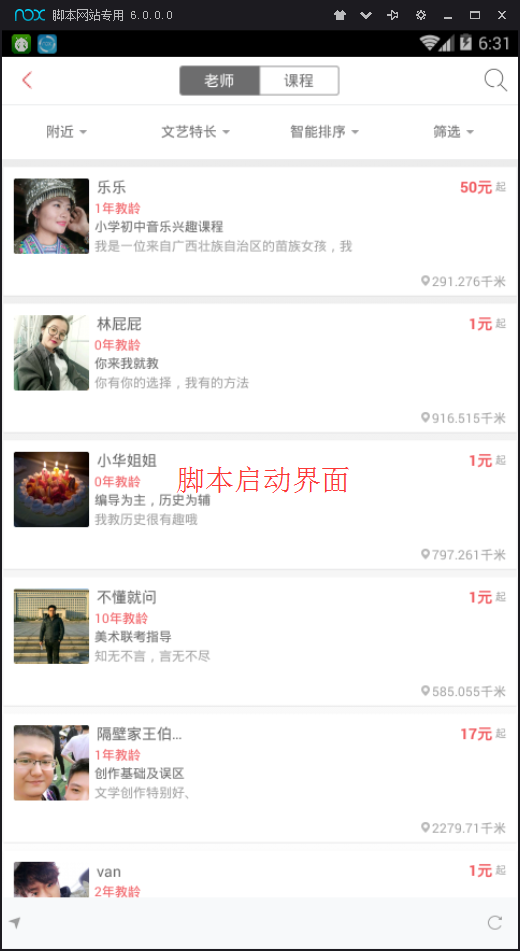 nox 脚本网站专用 6.0.0.0
6:31
老师 课程
附近 文艺特长 智能排序 筛选
乐乐 50元 起
1年教龄
小学初中音乐兴趣课程
我是一位来自广西壮族自治区的苗族女孩，我
291.276千米
林屁屁 1元 起
0年教龄
你来我就教
你有你的选择，我有的方法
916.515千米
小华姐姐 1元 起
脚本启动界面
0年教龄
编导为主，历史为辅
我教历史很有趣哦
797.261千米
不懂就问 1元 起
10年教龄
美术联考指导
知无不言，言无不尽
585.055千米
隔壁家王伯... 17元 起
1年教龄
创作基础及误区
文学创作特别好、
2279.71千米
van 1元 起
2年教龄